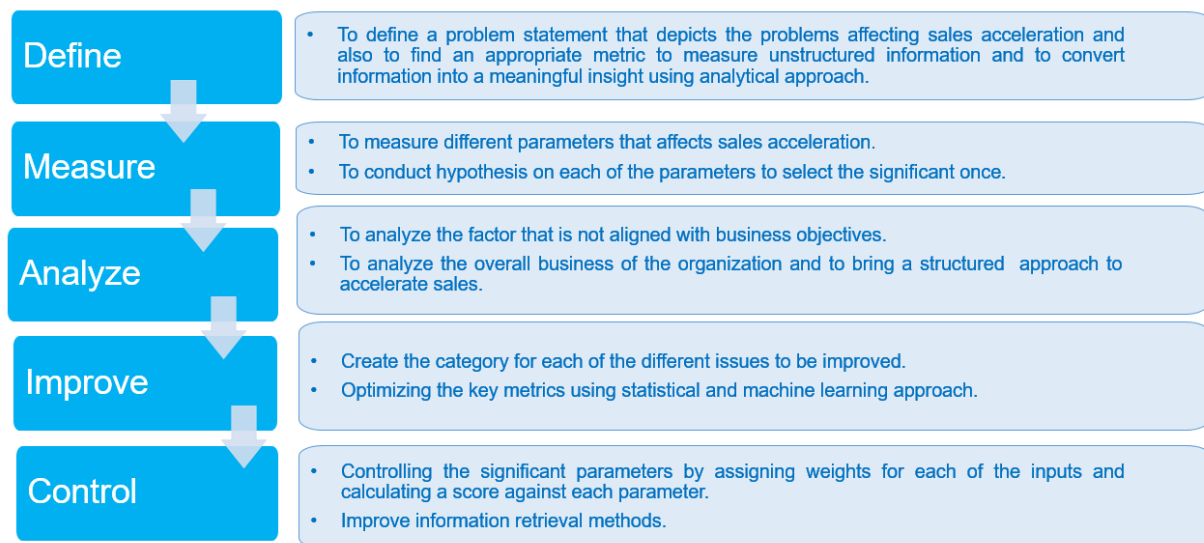 Define
• To define a problem statement that depicts the problems affecting sales acceleration and
also to find an appropriate metric to measure unstructured information and to convert
information into a meaningful insight using analytical approach.
Measure
• To measure different parameters that affects sales acceleration.
• To conduct hypothesis on each of the parameters to select the significant once.
Analyze
• To analyze the factor that is not aligned with business objectives.
• To analyze the overall business of the organization and to bring a structured approach to
accelerate sales.
Improve
• Create the category for each of the different issues to be improved.
• Optimizing the key metrics using statistical and machine learning approach.
Control
• Controlling the significant parameters by assigning weights for each of the inputs and
calculating a score against each parameter.
• Improve information retrieval methods.